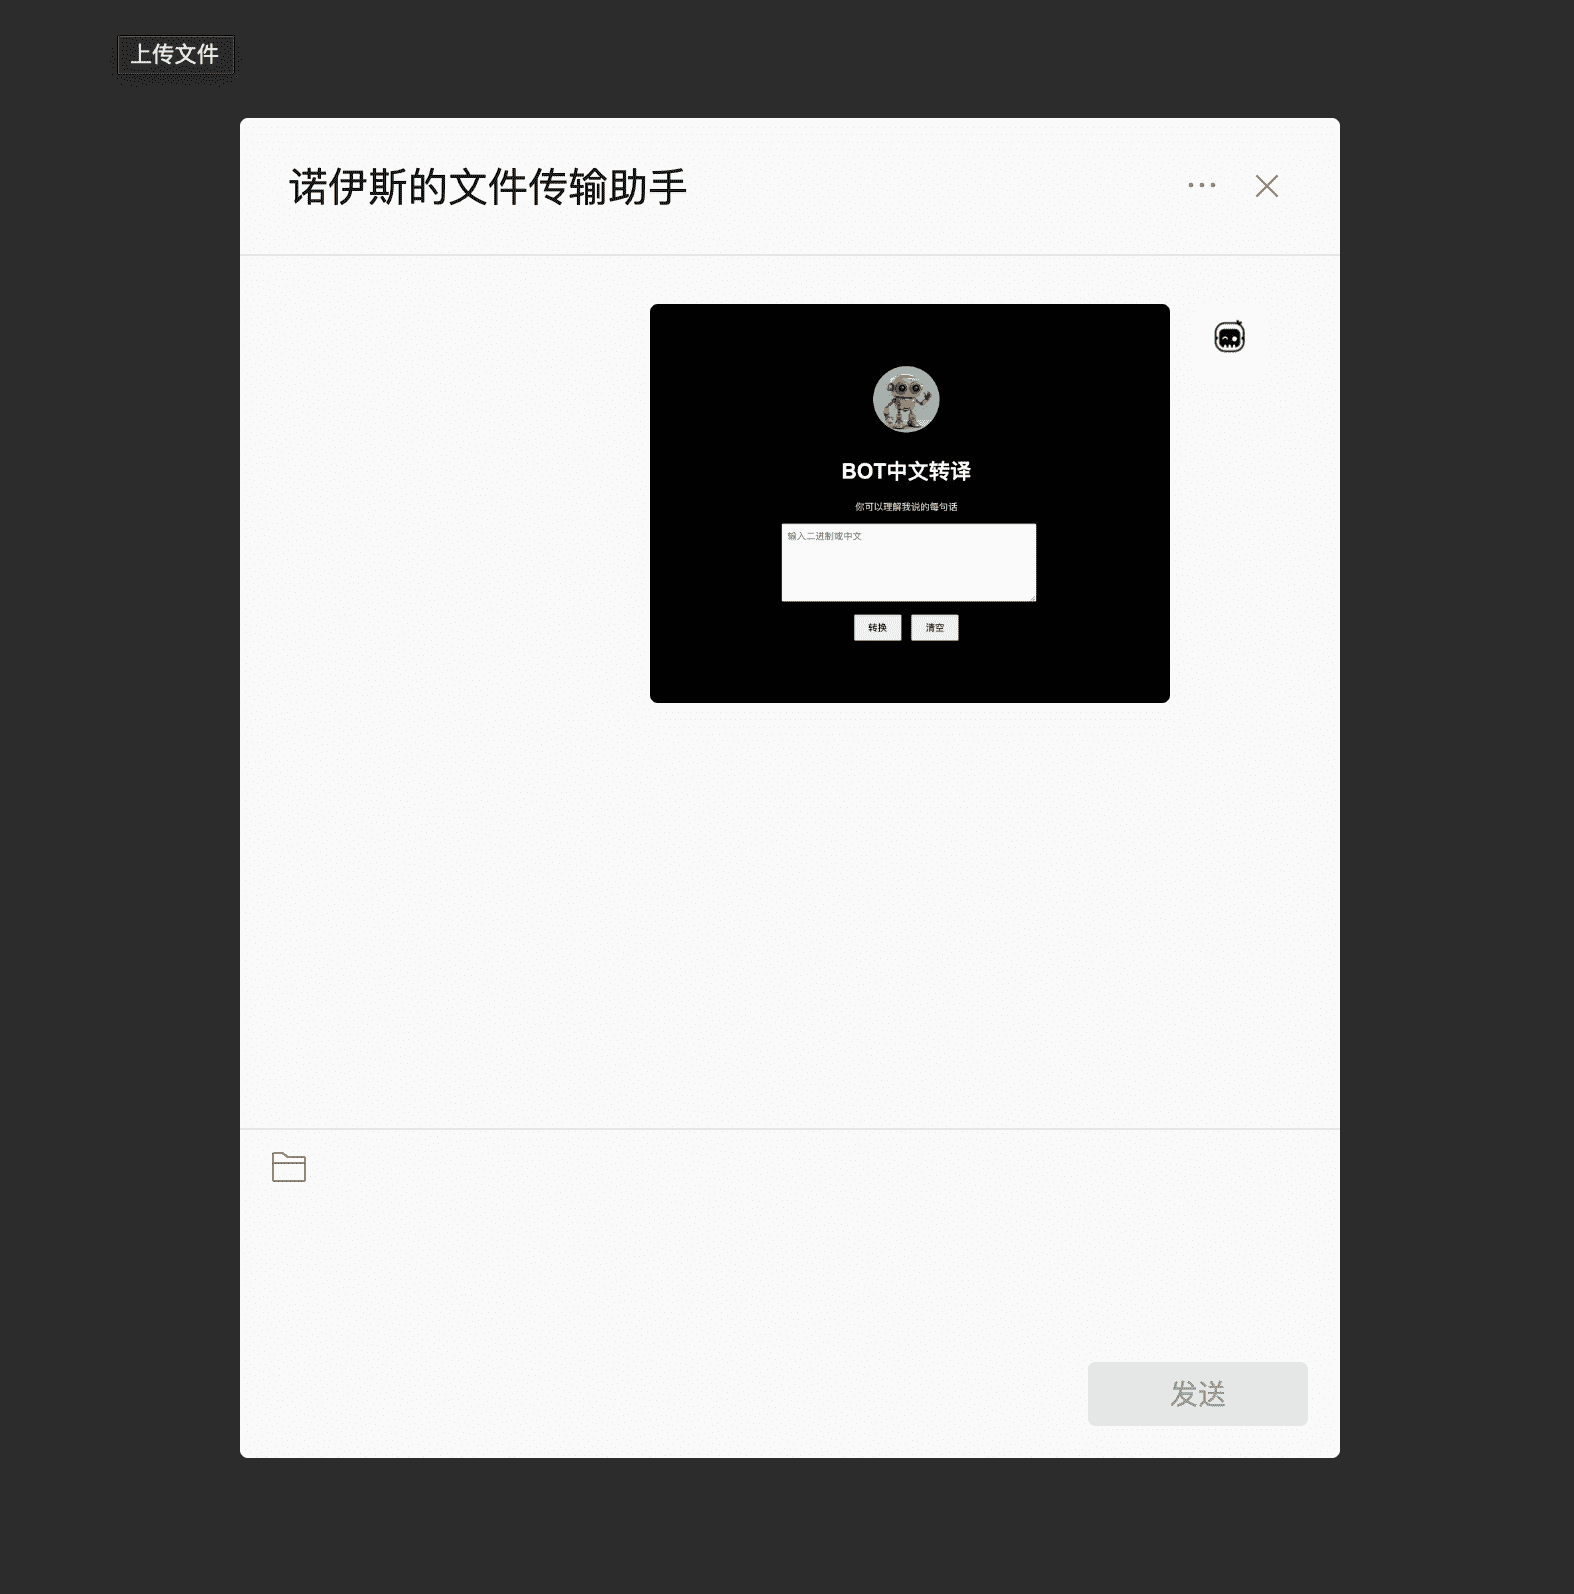 上传文件
诺伊斯的文件传输助手
BOT中文转译
你可以理解我说的每句话
输入二进制或中文
转换 清空
发送